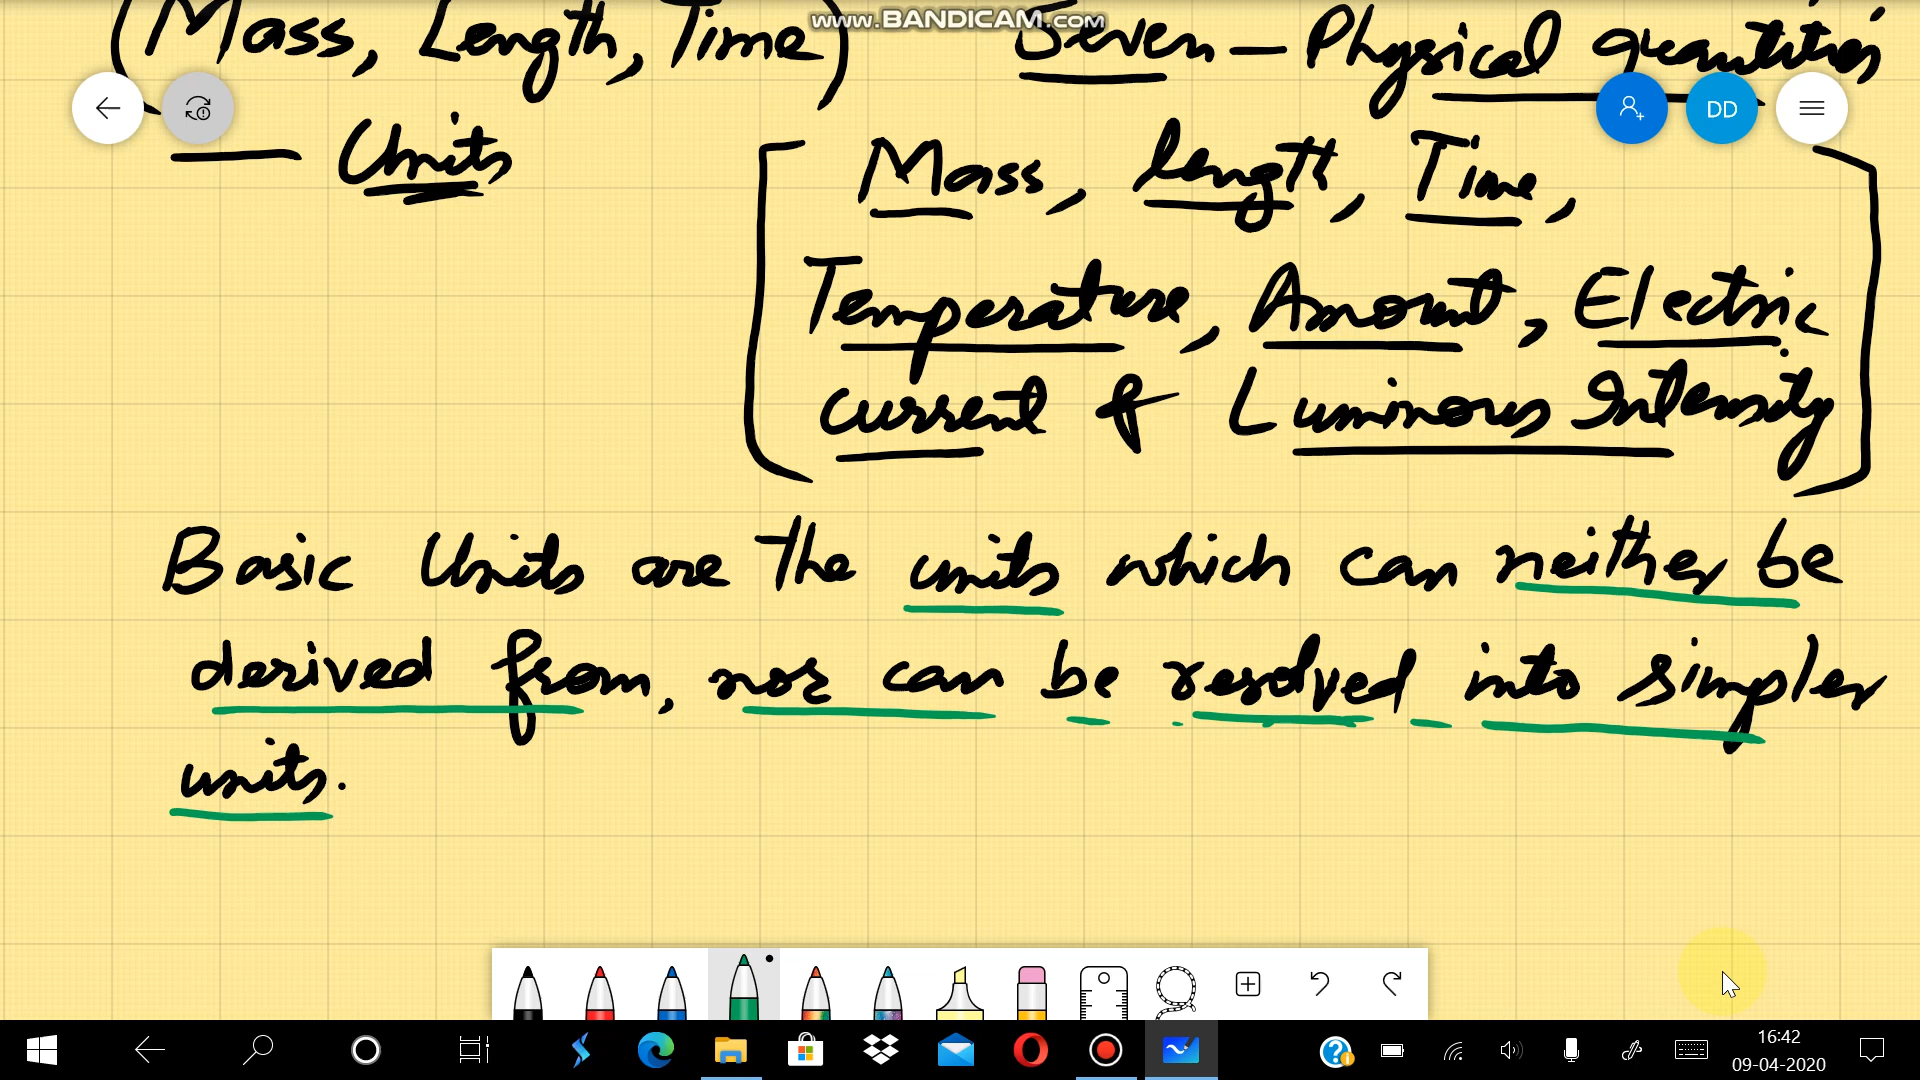 www.BANDICAM.com
(Mass, Length, Time) Seven - Physical quantities
DD
— Units
[Mass, length, Time,
Temperature, Amount, Electric
current & Luminous Intensity]
Basic Units are the units which can neither be
derived from, nor can be resolved into simpler
units.
16:42
09-04-2020